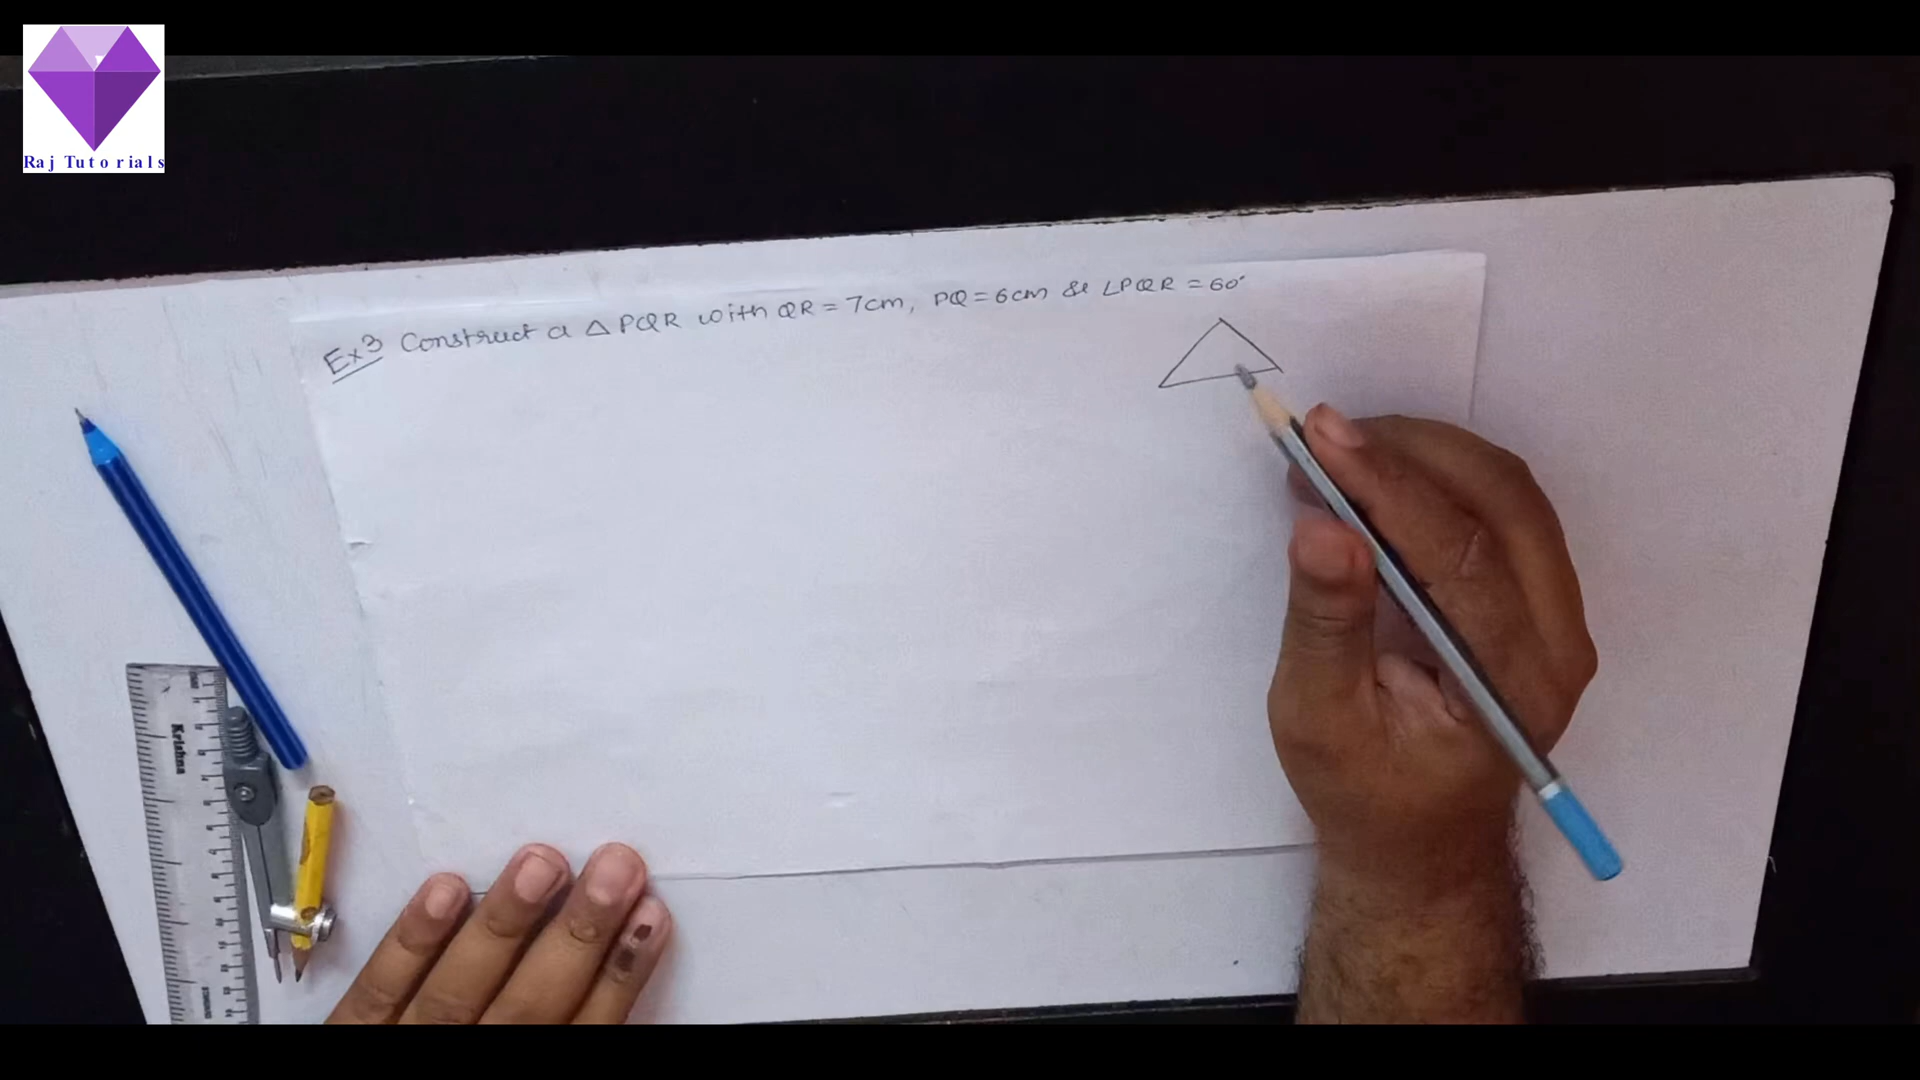 Raj Tutorials
Ex3 Construct a △ PQR with QR = 7cm, PQ = 6cm & ∠PQR = 60°
Krishna